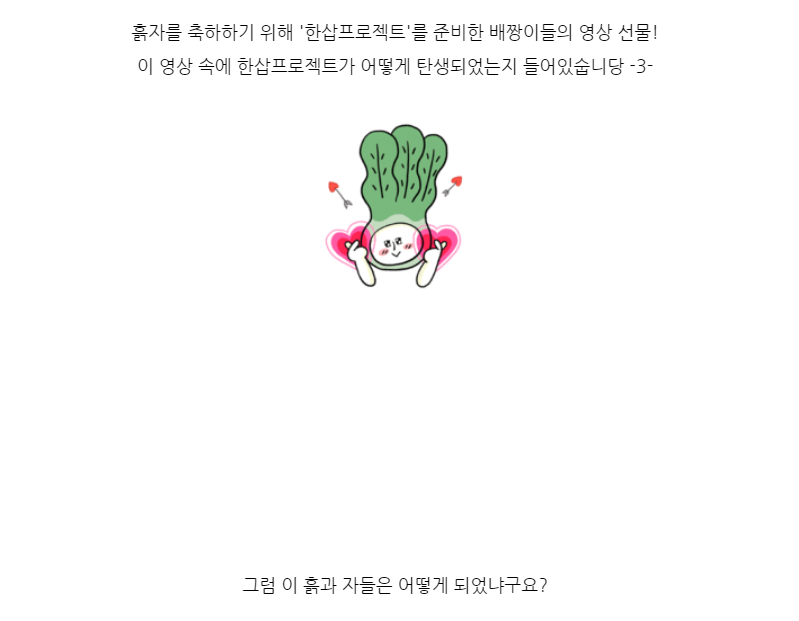 흙자를 축하하기 위해 '한삽프로젝트'를 준비한 배짱이들의 영상 선물!
이 영상 속에 한삽프로젝트가 어떻게 탄생되었는지 들어있숩니당 -3-
그럼 이 흙과 자들은 어떻게 되었냐구요?